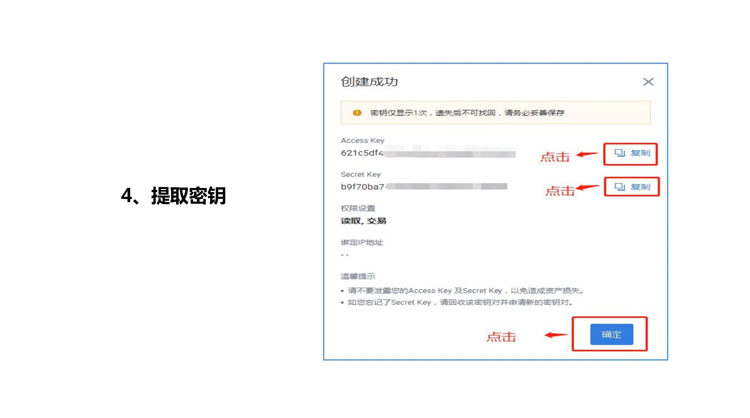 4、提取密钥
创建成功
密钥仅显示1次，遗失后不可找回，请务必妥善保存
Access Key
621c5df4
点击
复制
Secret Key
b9f70ba7-
点击
复制
权限设置
读取, 交易
绑定IP地址
--
温馨提示
• 请不要泄露您的Access Key 及Secret Key，以免造成资产损失。
• 如您忘记了Secret Key，请回收该密钥对并申请新的密钥对。
点击
确定